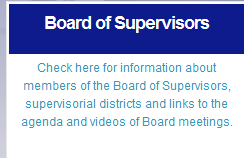 Board of Supervisors
Check here for information about
members of the Board of Supervisors,
supervisorial districts and links to the
agenda and videos of Board meetings.